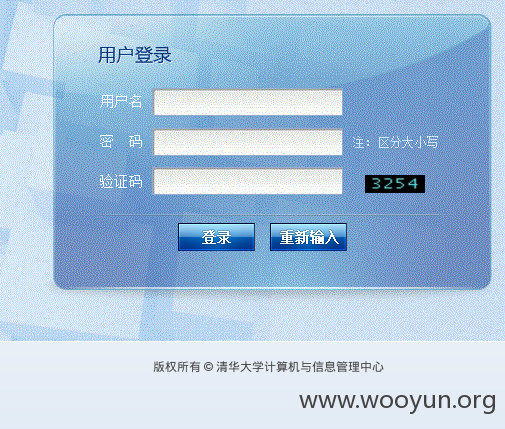 用户登录
用户名
密　码 注：区分大小写
验证码 3254
登录 重新输入
版权所有 © 清华大学计算机与信息管理中心
www.wooyun.org